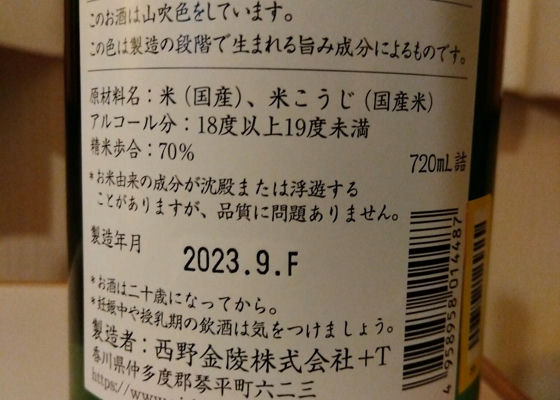 このお酒は山吹色をしています。
この色は製造の段階で生まれる旨み成分によるものです。
原材料名：米（国産）、米こうじ（国産米）
アルコール分：18度以上19度未満
精米歩合：70%
720mL詰
*お米由来の成分が沈殿または浮遊する
ことがありますが、品質に問題ありません。
製造年月
2023.9.F
*お酒は二十歳になってから。
*妊娠中や授乳期の飲酒は気をつけましょう。
製造者：西野金陵株式会社+T
香川県仲多度郡琴平町六二三
https://www.
4958958014487